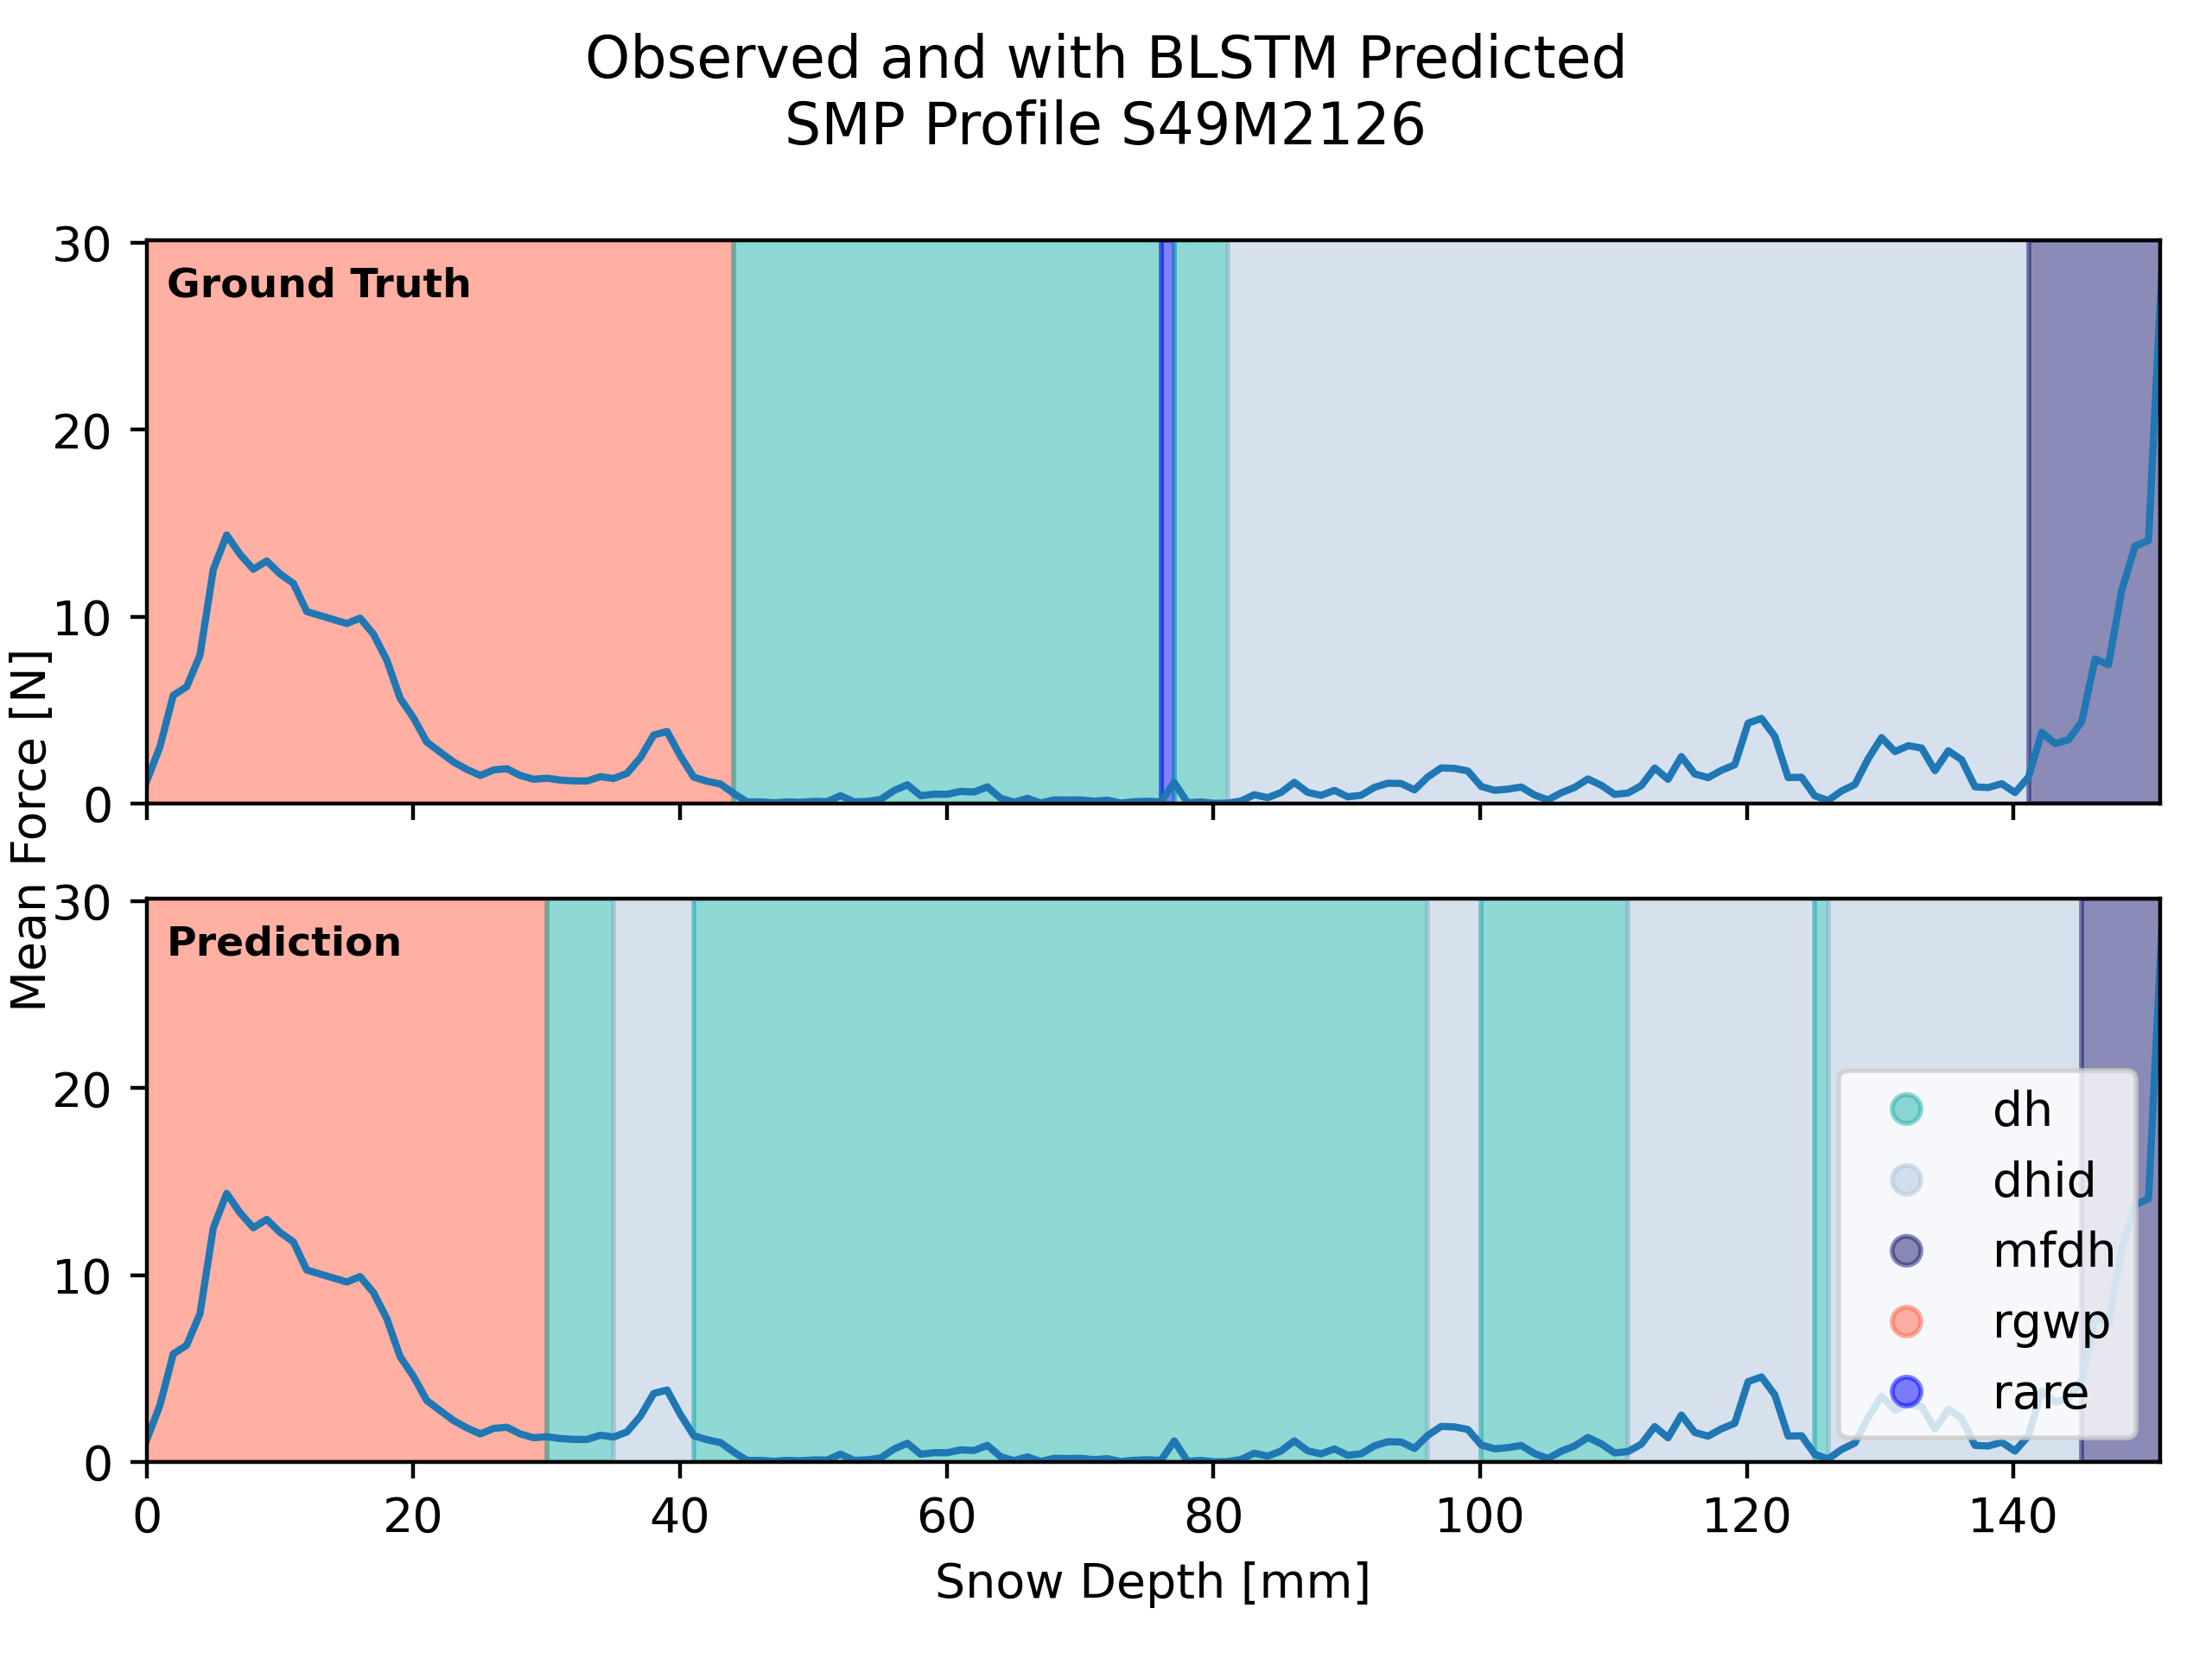 Observed and with BLSTM Predicted
SMP Profile S49M2126
30
Ground Truth
20
10
0
Mean Force [N]
30
Prediction
20
10
0
dh
dhid
mfdh
rgwp
rare
0 20 40 60 80 100 120 140
Snow Depth [mm]